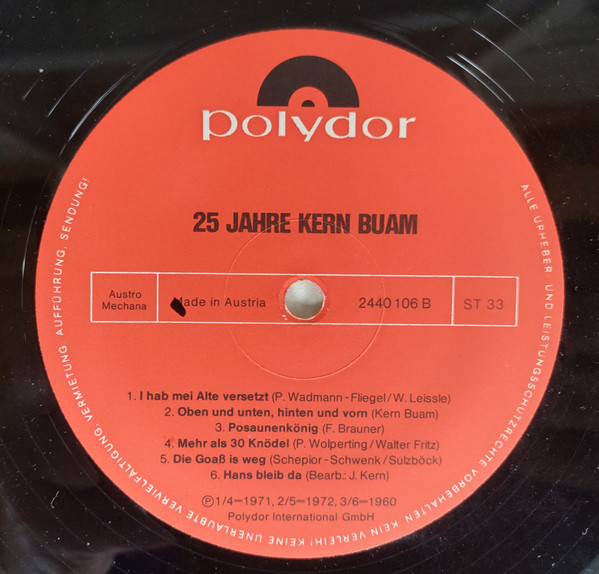 polydor
25 JAHRE KERN BUAM
Austro
Mechana
Made in Austria
2440 106 B
ST 33
1. I hab mei Alte versetzt (P. Wadmann-Fliegel/W. Leissle)
2. Oben und unten, hinten und vorn (Kern Buam)
3. Posaunenkönig (F. Brauner)
4. Mehr als 30 Knödel (P. Wolperting/Walter Fritz)
5. Die Goaß is weg (Schepior-Schwenk/Sulzböck)
6. Hans bleib da (Bearb.: J. Kern)
Ⓟ1/4=1971, 2/5=1972, 3/6=1960
Polydor International GmbH
ALLE URHEBER- UND LEISTUNGSSCHUTZRECHTE VORBEHALTEN. KEIN VERLEIH! KEINE UNERLAUBTE VERVIELFÄLTIGUNG, VERMIETUNG, AUFFÜHRUNG, SENDUNG!